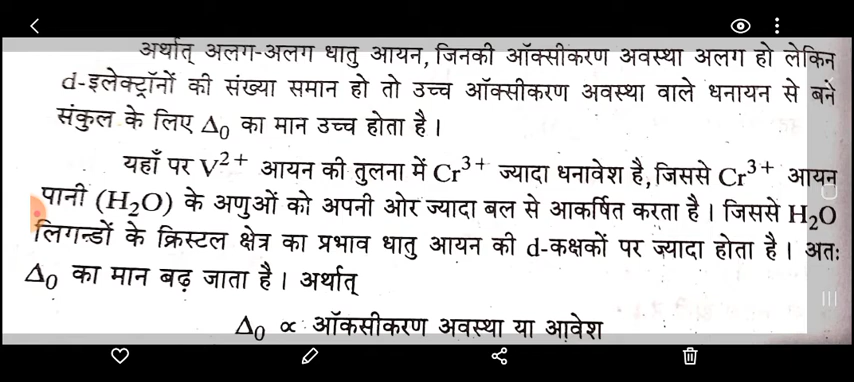 अर्थात् अलग-अलग धातु आयन, जिनकी ऑक्सीकरण अवस्था अलग हो लेकिन
d-इलेक्ट्रॉनों की संख्या समान हो तो उच्च ऑक्सीकरण अवस्था वाले धनायन से बने
संकुल के लिए Δ₀ का मान उच्च होता है।
यहाँ पर V²⁺ आयन की तुलना में Cr³⁺ ज्यादा धनावेश है, जिससे Cr³⁺ आयन
पानी (H₂O) के अणुओं को अपनी ओर ज्यादा बल से आकर्षित करता है। जिससे H₂O
लिगन्डों के क्रिस्टल क्षेत्र का प्रभाव धातु आयन की d-कक्षकों पर ज्यादा होता है। अतः
Δ₀ का मान बढ़ जाता है। अर्थात्
Δ₀ ∝ ऑकसीकरण अवस्था या आवेश